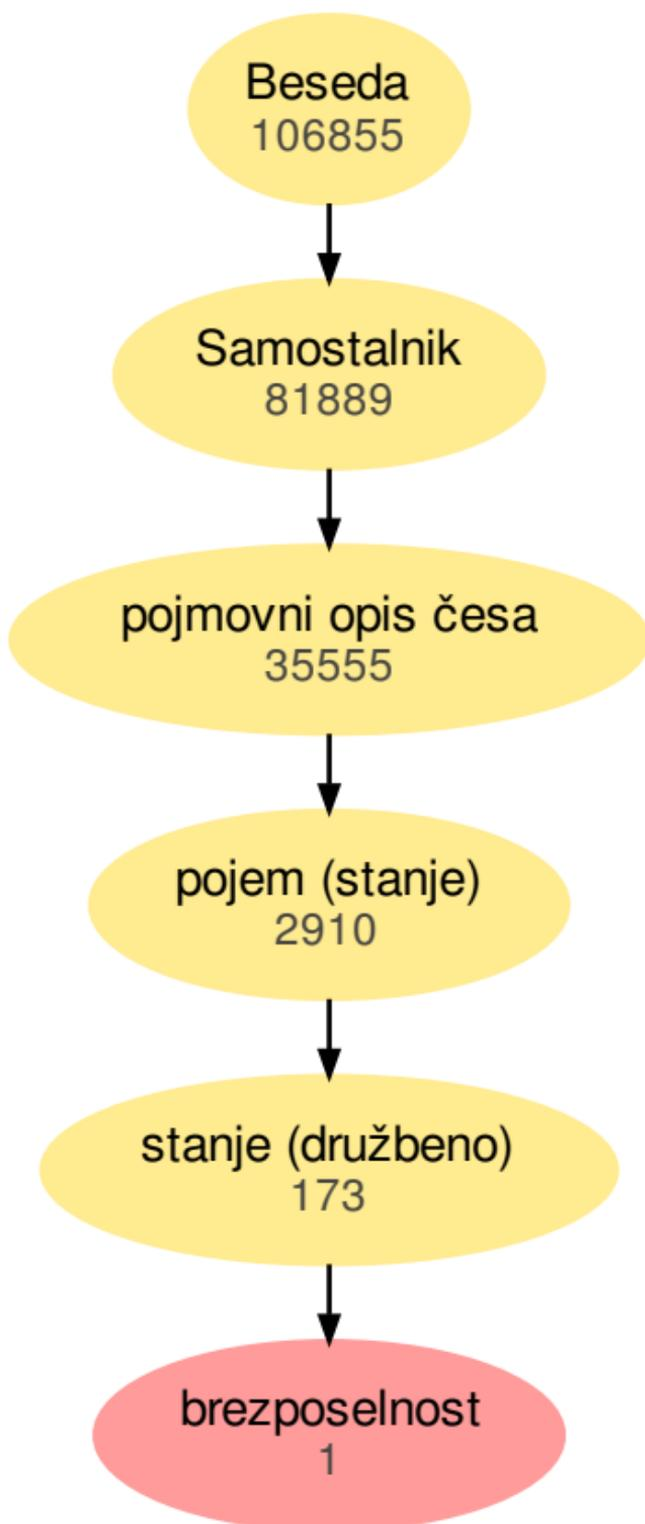 Beseda
106855
Samostalnik
81889
pojmovni opis česa
35555
pojem (stanje)
2910
stanje (družbeno)
173
brezposelnost
1